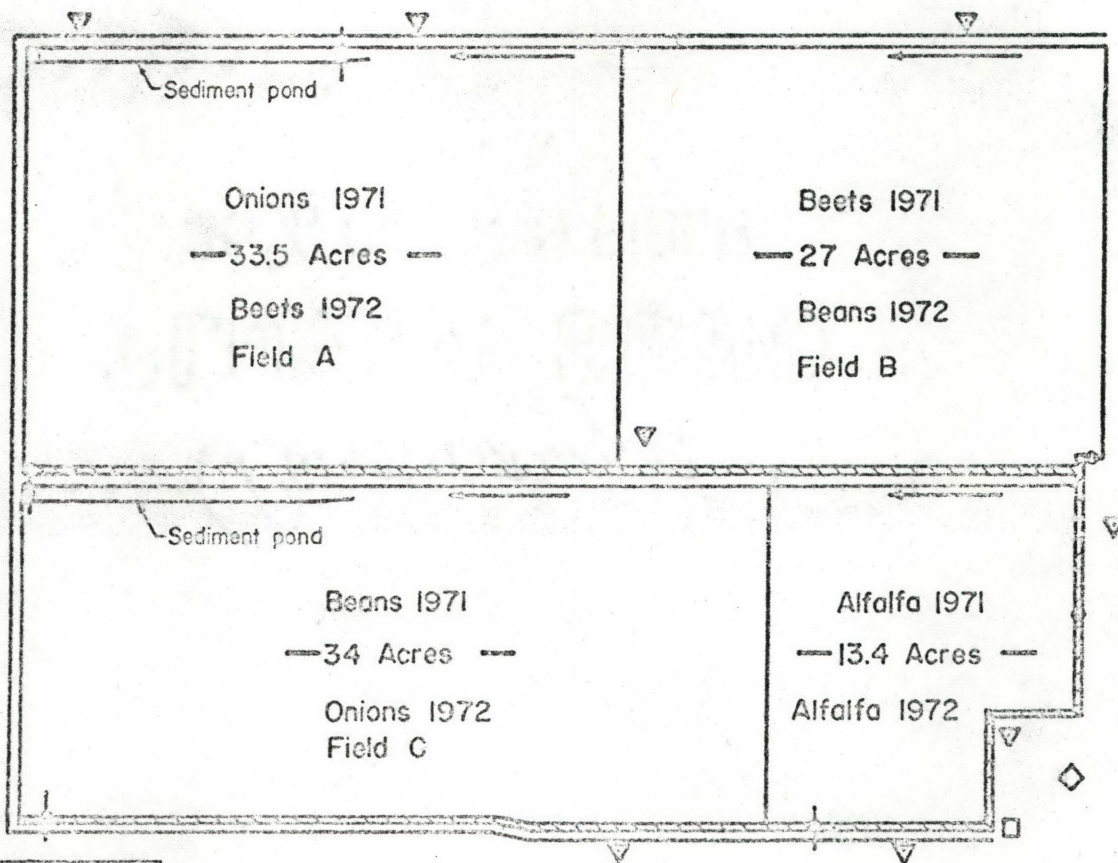 Sediment pond
Onions 1971
33.5 Acres
Beets 1972
Field A
Beets 1971
27 Acres
Beans 1972
Field B
Sediment pond
Beans 1971
34 Acres
Onions 1972
Field C
Alfalfa 1971
13.4 Acres
Alfalfa 1972